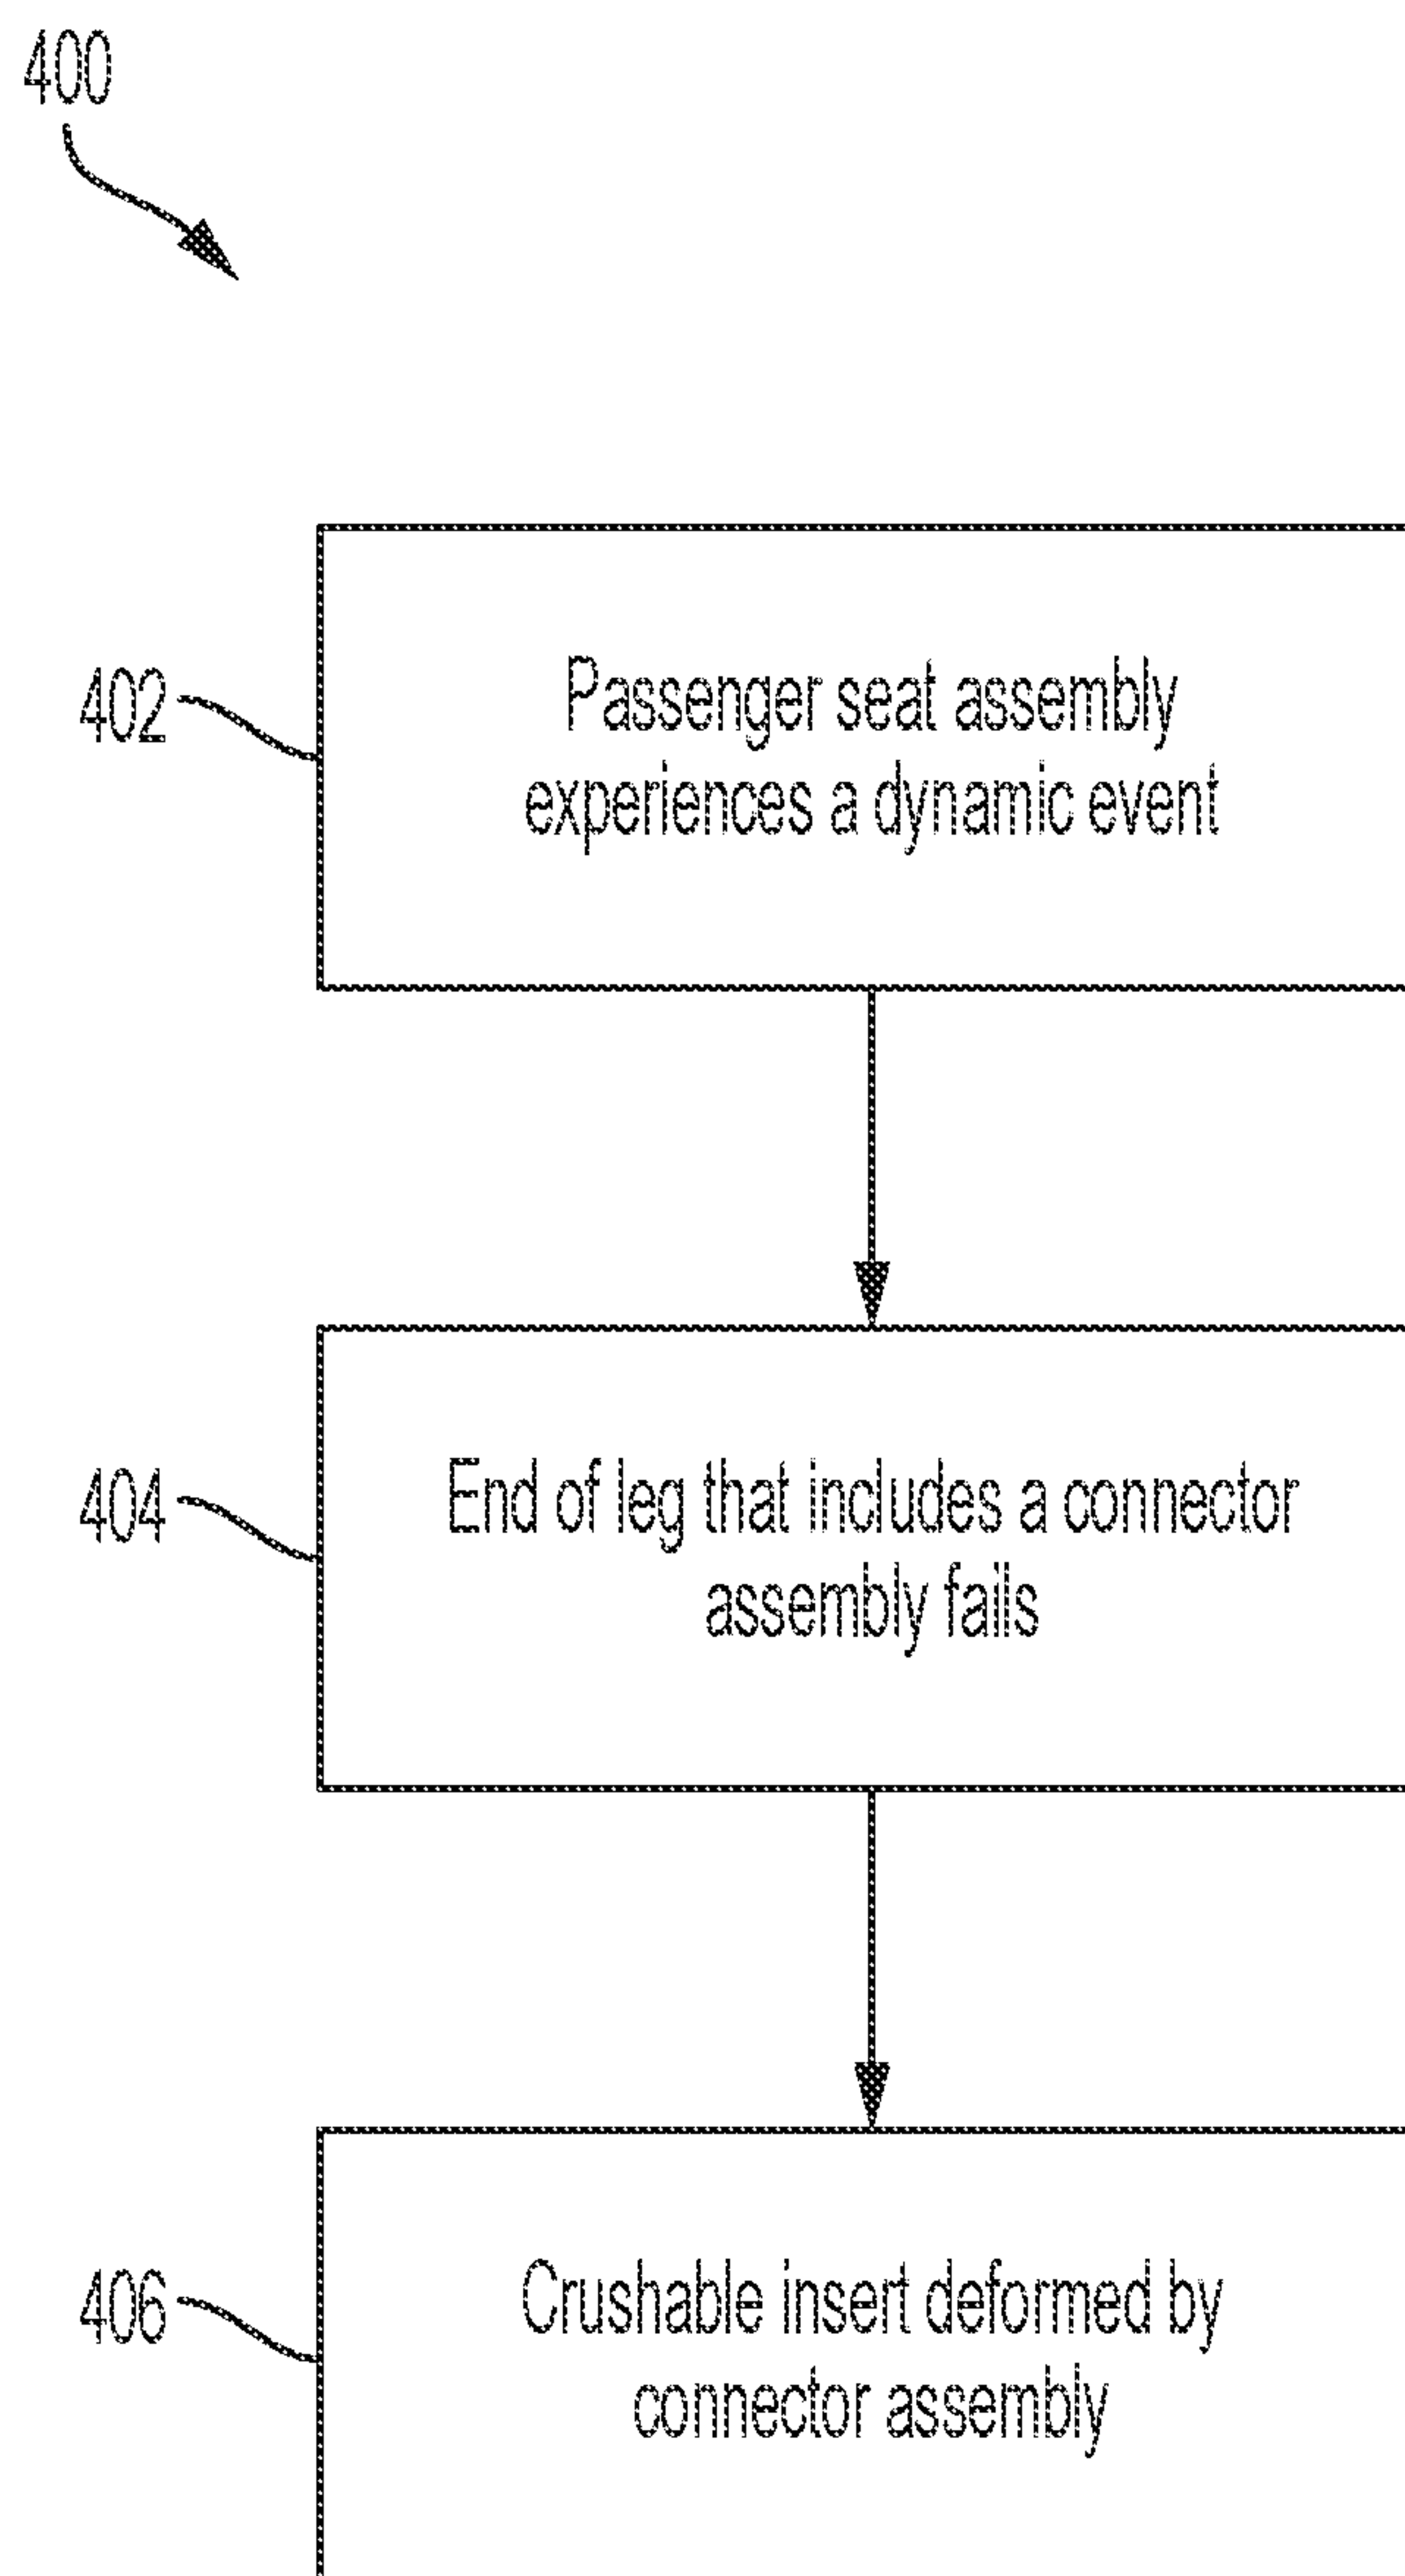 400
402
Passenger seat assembly
experiences a dynamic event
404
End of leg that includes a connector
assembly fails
406
Crushable insert deformed by
connector assembly